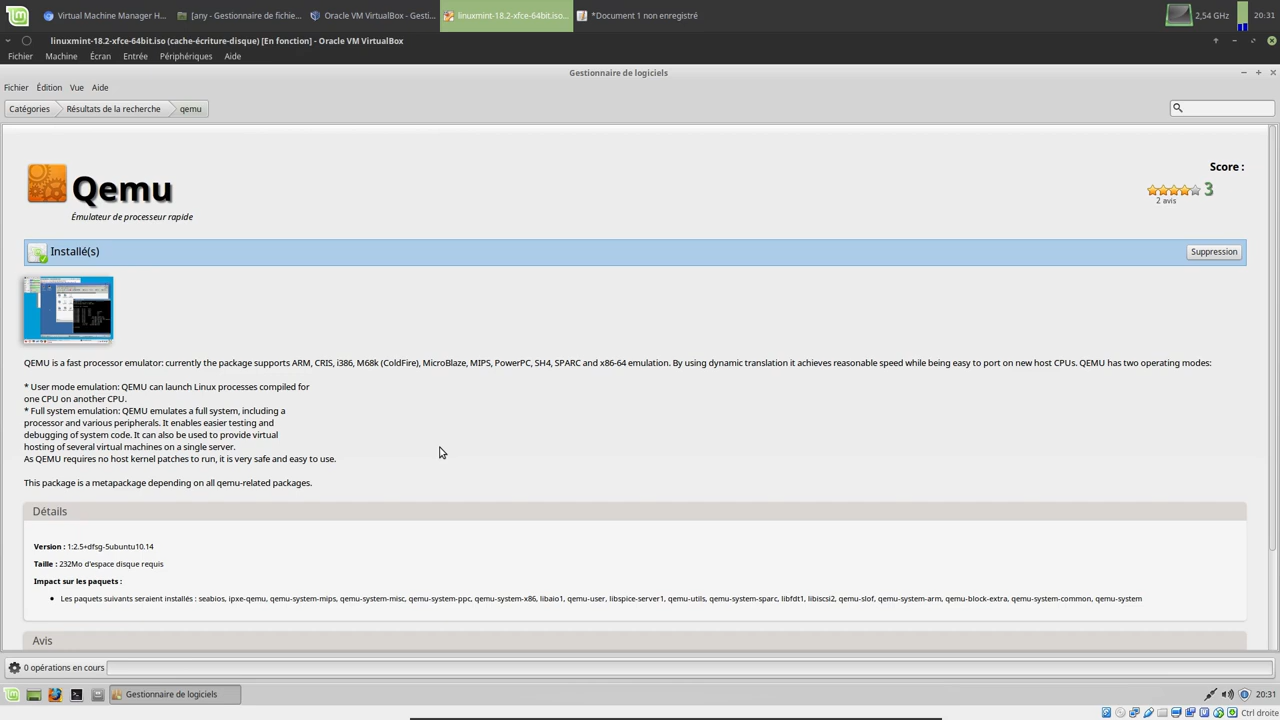 Virtual Machine Manager H...
[any - Gestionnaire de fichie...
Oracle VM VirtualBox - Gesti...
linuxmint-18.2-xfce-64bit.iso...
*Document 1 non enregistré
2,54 GHz
20:31
linuxmint-18.2-xfce-64bit.iso (cache-écriture-disque) [En fonction] - Oracle VM VirtualBox
Fichier Machine Écran Entrée Périphériques Aide
Gestionnaire de logiciels
Fichier Édition Vue Aide
Catégories Résultats de la recherche qemu
Qemu
Émulateur de processeur rapide
Score :
3
2 avis
Installé(s)
Suppression
QEMU is a fast processor emulator: currently the package supports ARM, CRIS, i386, M68k (ColdFire), MicroBlaze, MIPS, PowerPC, SH4, SPARC and x86-64 emulation. By using dynamic translation it achieves reasonable speed while being easy to port on new host CPUs. QEMU has two operating modes:
* User mode emulation: QEMU can launch Linux processes compiled for
one CPU on another CPU.
* Full system emulation: QEMU emulates a full system, including a
processor and various peripherals. It enables easier testing and
debugging of system code. It can also be used to provide virtual
hosting of several virtual machines on a single server.
As QEMU requires no host kernel patches to run, it is very safe and easy to use.
This package is a metapackage depending on all qemu-related packages.
Détails
Version : 1:2.5+dfsg-5ubuntu10.14
Taille : 232Mo d'espace disque requis
Impact sur les paquets :
• Les paquets suivants seraient installés : seabios, ipxe-qemu, qemu-system-mips, qemu-system-misc, qemu-system-ppc, qemu-system-x86, libaio1, qemu-user, libspice-server1, qemu-utils, qemu-system-sparc, libfdt1, libiscsi2, qemu-slof, qemu-system-arm, qemu-block-extra, qemu-system-common, qemu-system
Avis
0 opérations en cours
Gestionnaire de logiciels
20:31
Ctrl droite